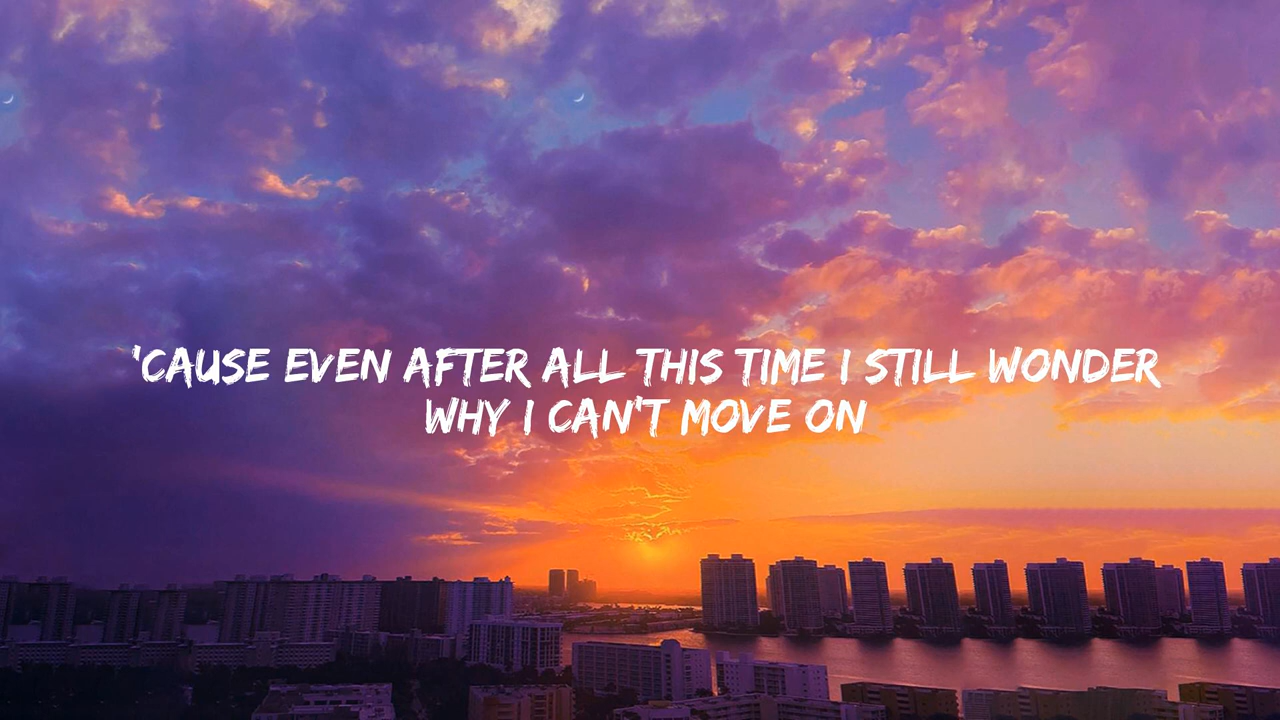 'CAUSE EVEN AFTER ALL THIS TIME I STILL WONDER
WHY I CAN'T MOVE ON